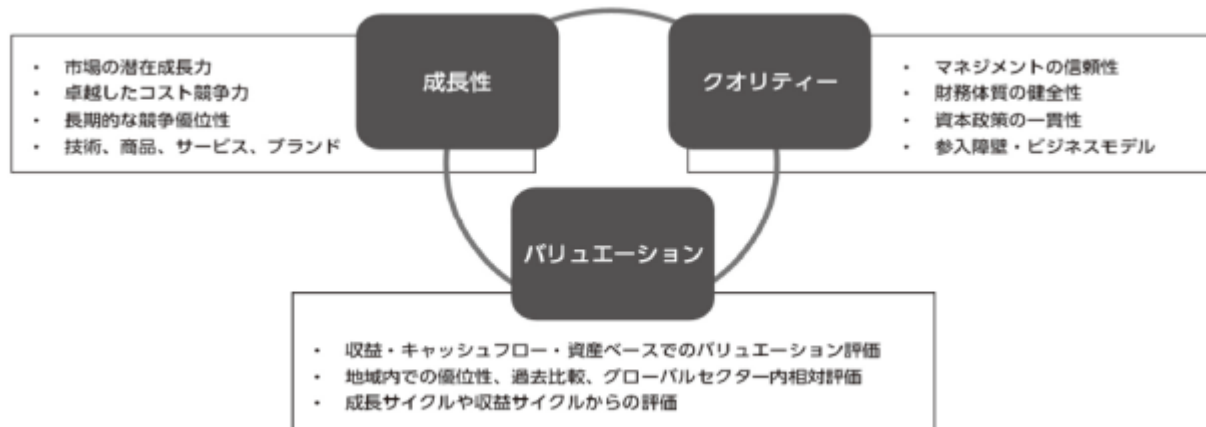 成長性
・ 市場の潜在成長力
・ 卓越したコスト競争力
・ 長期的な競争優位性
・ 技術、商品、サービス、ブランド
クオリティー
・ マネジメントの信頼性
・ 財務体質の健全性
・ 資本政策の一貫性
・ 参入障壁・ビジネスモデル
バリュエーション
・ 収益・キャッシュフロー・資産ベースでのバリュエーション評価
・ 地域内での優位性、過去比較、グローバルセクター内相対評価
・ 成長サイクルや収益サイクルからの評価